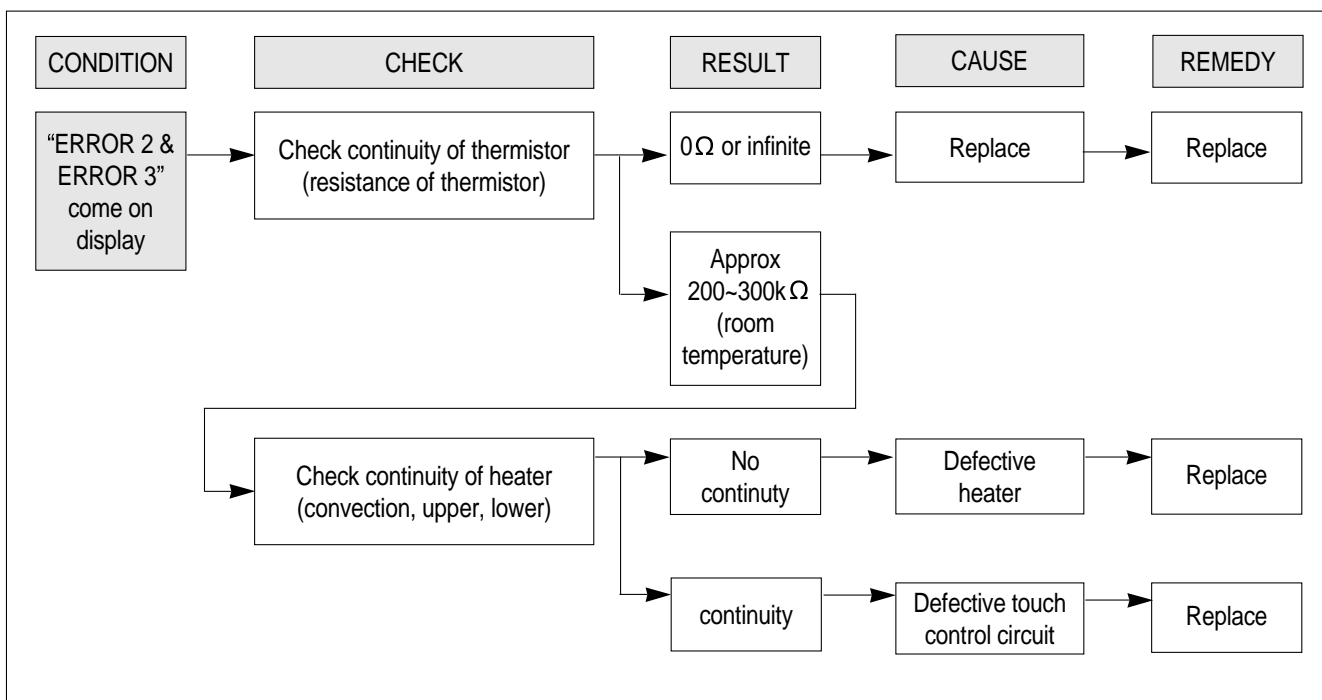 CONDITION
CHECK
RESULT
CAUSE
REMEDY
“ERROR 2 &
ERROR 3”
come on
display
Check continuity of thermistor
(resistance of thermistor)
0Ω or infinite
Replace
Replace
Approx
200~300kΩ
(room
temperature)
Check continuity of heater
(convection, upper, lower)
No
continuty
Defective
heater
Replace
continuity
Defective touch
control circuit
Replace